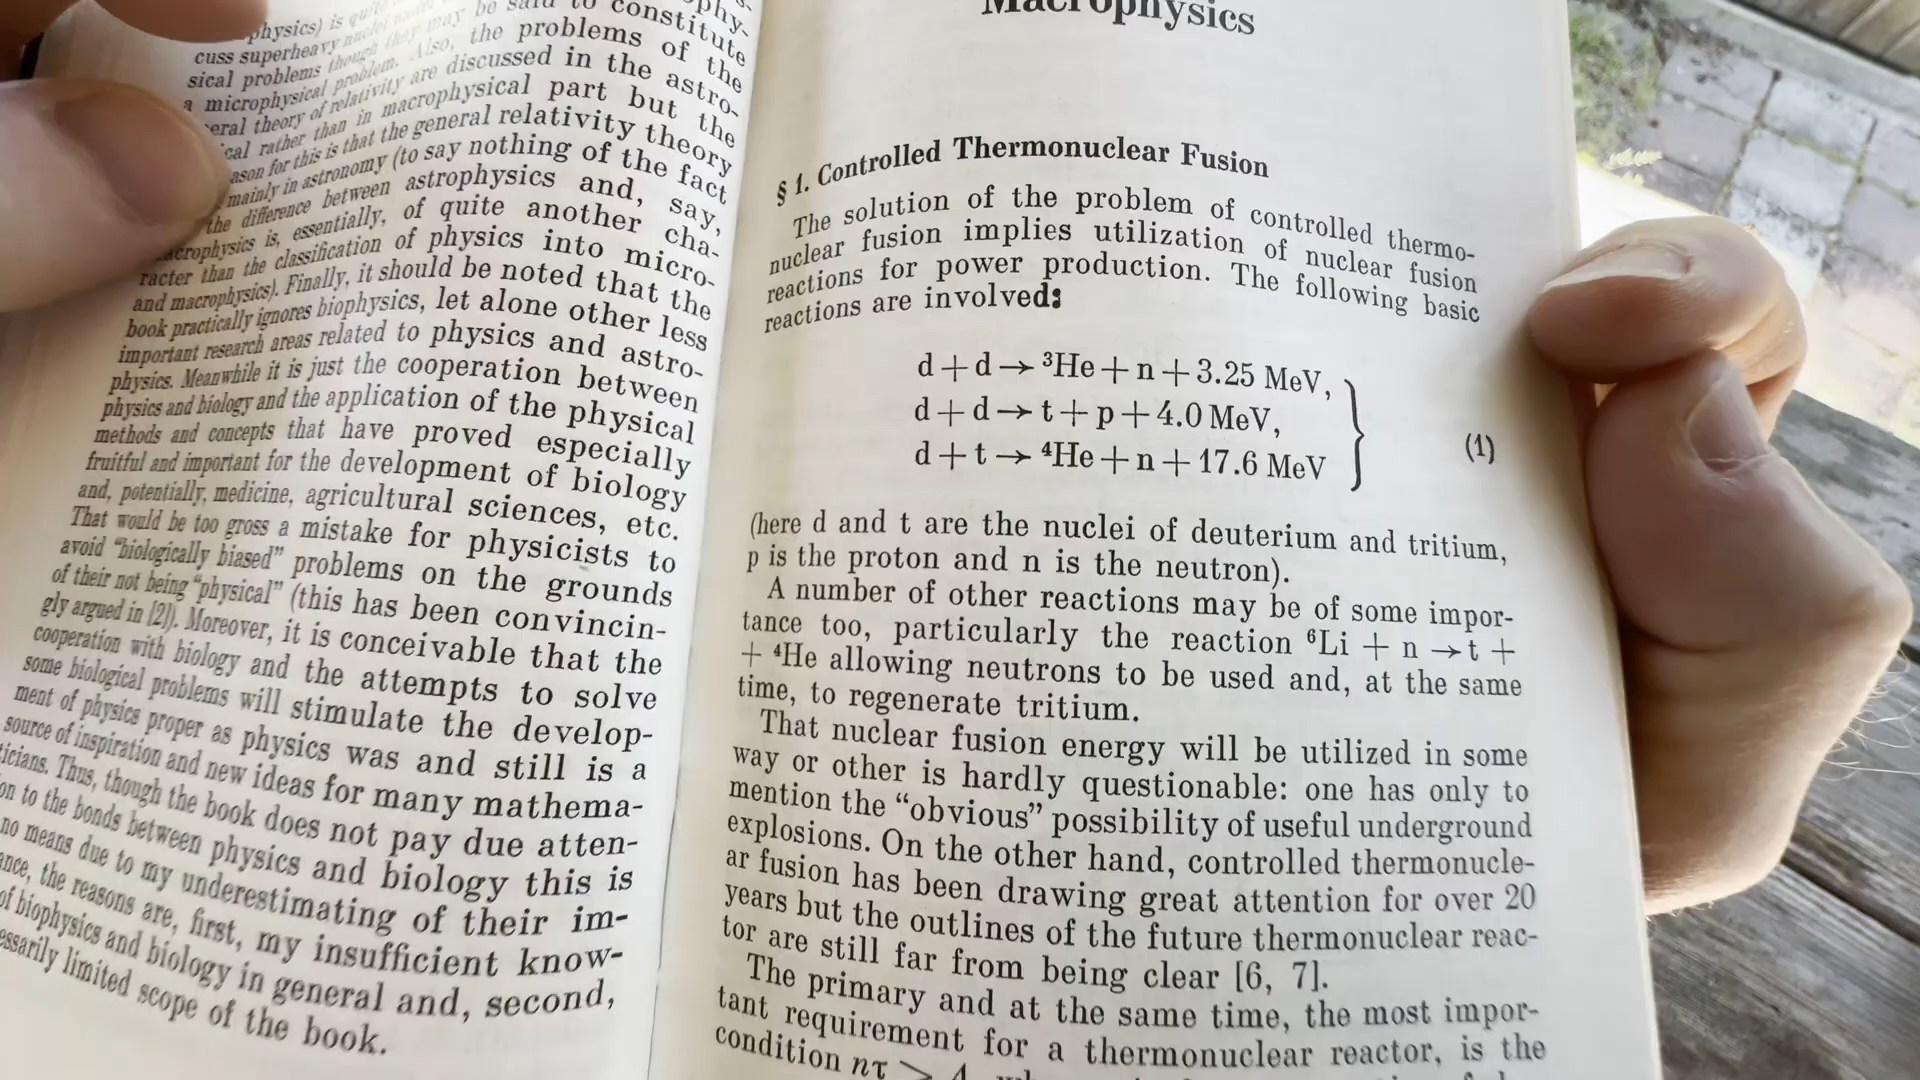 phy-
physics) is quite may be said to constitute
cuss superheavy nuclei the problems of the
sical problems though they may Also, discussed in the astro-
a microphysical problem. are macrophysical part but the
eral theory of relativity general relativity theory
ical rather than in (to say nothing of the fact
ason for this is that the astrophysics and, say,
mainly in astronomy of quite another cha-
the difference between physics into micro-
acrophysics is, essentially, it should be noted that the
racter than the classification of let alone other less
and macrophysics). Finally, physics and astro-
book practically ignores biophysics, cooperation between
important research areas related to the physical
physics. Meanwhile it is just the proved especially
physics and biology and the application of
methods and concepts that have
fruitful and important for the development of biology
and, potentially, medicine, agricultural sciences, etc.
That would be too gross a mistake for physicists to
avoid “biologically biased” problems on the grounds
of their not being “physical” (this has been convincin-
gly argued in [2]). Moreover, it is conceivable that the
cooperation with biology and the attempts to solve
some biological problems will stimulate the develop-
ment of physics proper as physics was and still is a
source of inspiration and new ideas for many mathema-
ticians. Thus, though the book does not pay due atten-
on to the bonds between physics and biology this is
no means due to my underestimating of their im-
ance, the reasons are, first, my insufficient know-
of biophysics and biology in general and, second,
essarily limited scope of the book.
Macrophysics
§ 1. Controlled Thermonuclear Fusion
The solution of the problem of controlled thermo-
nuclear fusion implies utilization of nuclear fusion
reactions for power production. The following basic
reactions are involved:
d + d → ³He + n + 3.25 MeV,
d + d → t + p + 4.0 MeV,
d + t → ⁴He + n + 17.6 MeV
(1)
(here d and t are the nuclei of deuterium and tritium,
p is the proton and n is the neutron).
A number of other reactions may be of some impor-
tance too, particularly the reaction ⁶Li + n → t +
+ ⁴He allowing neutrons to be used and, at the same
time, to regenerate tritium.
That nuclear fusion energy will be utilized in some
way or other is hardly questionable: one has only to
mention the “obvious” possibility of useful underground
explosions. On the other hand, controlled thermonucle-
ar fusion has been drawing great attention for over 20
years but the outlines of the future thermonuclear reac-
tor are still far from being clear [6, 7].
The primary and at the same time, the most impor-
tant requirement for a thermonuclear reactor, is the
condition nτ >